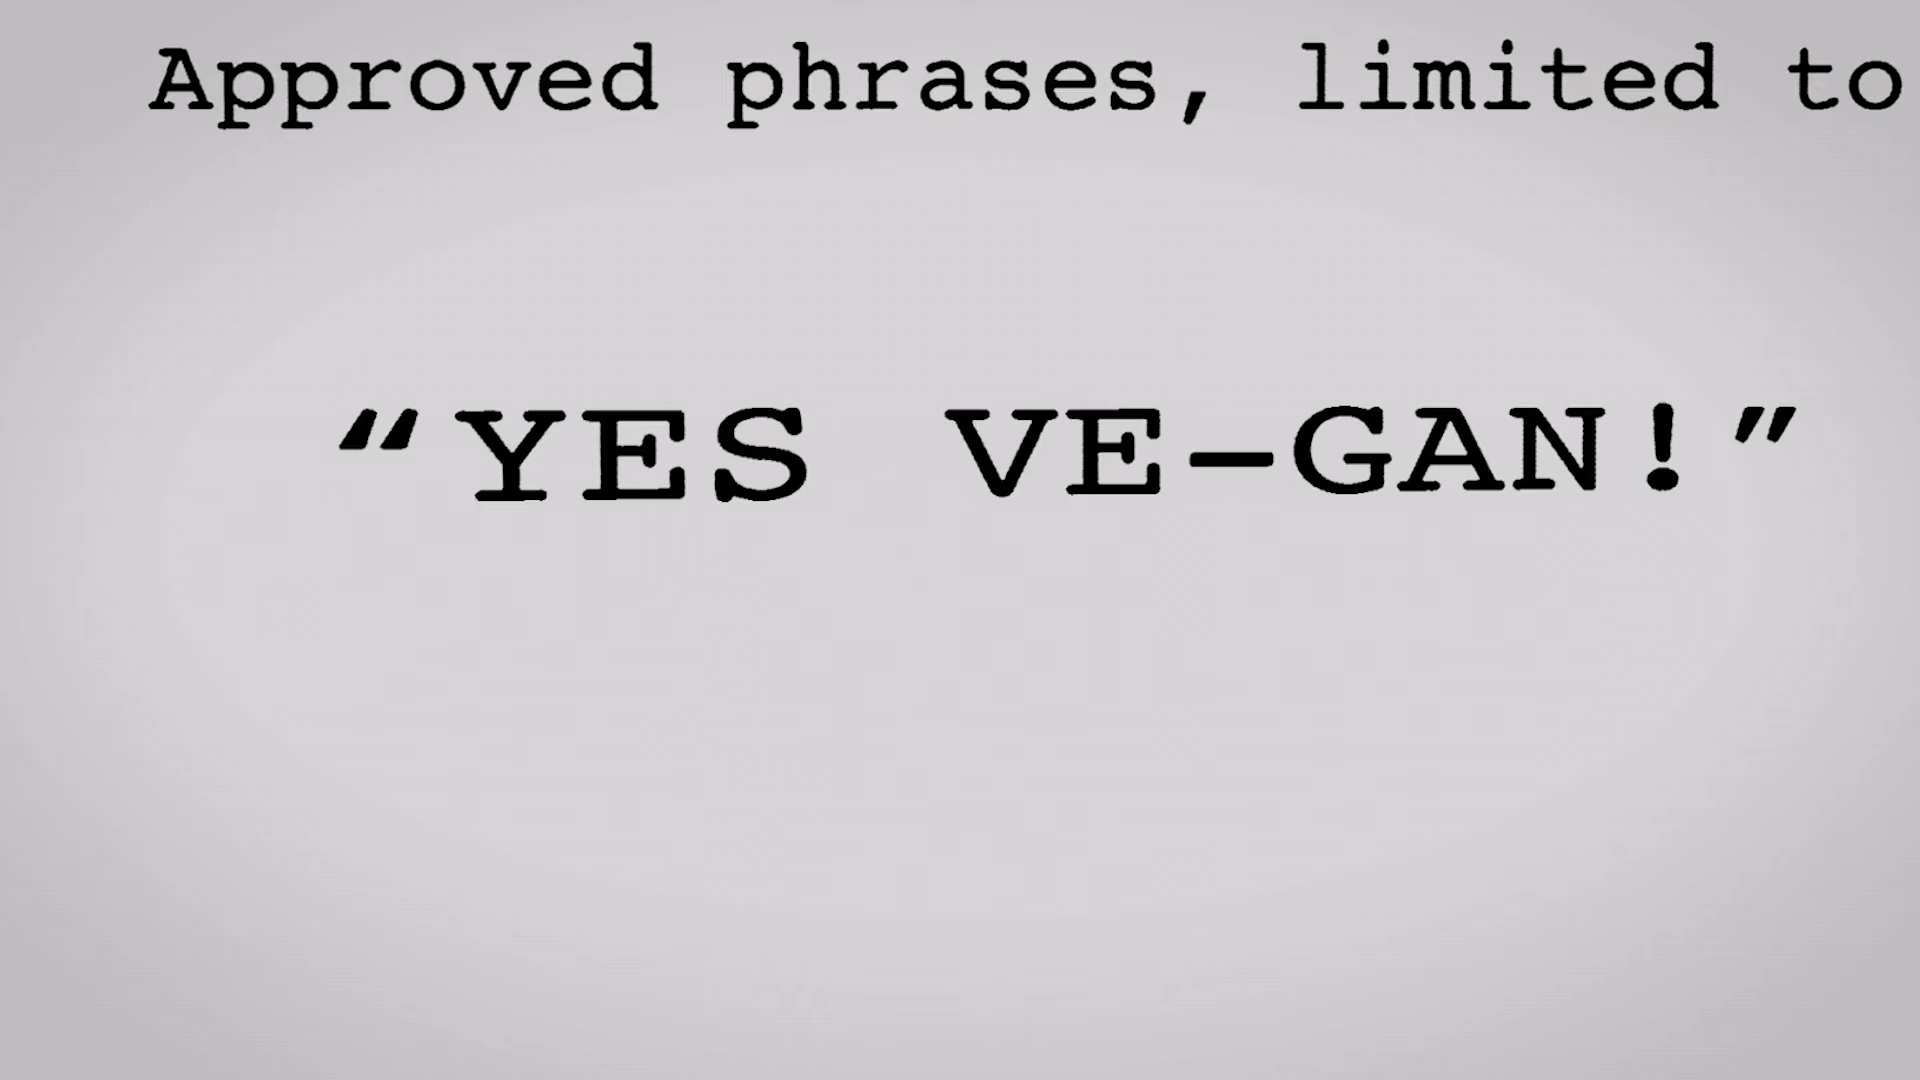 Approved phrases, limited to
“YES VE-GAN!”